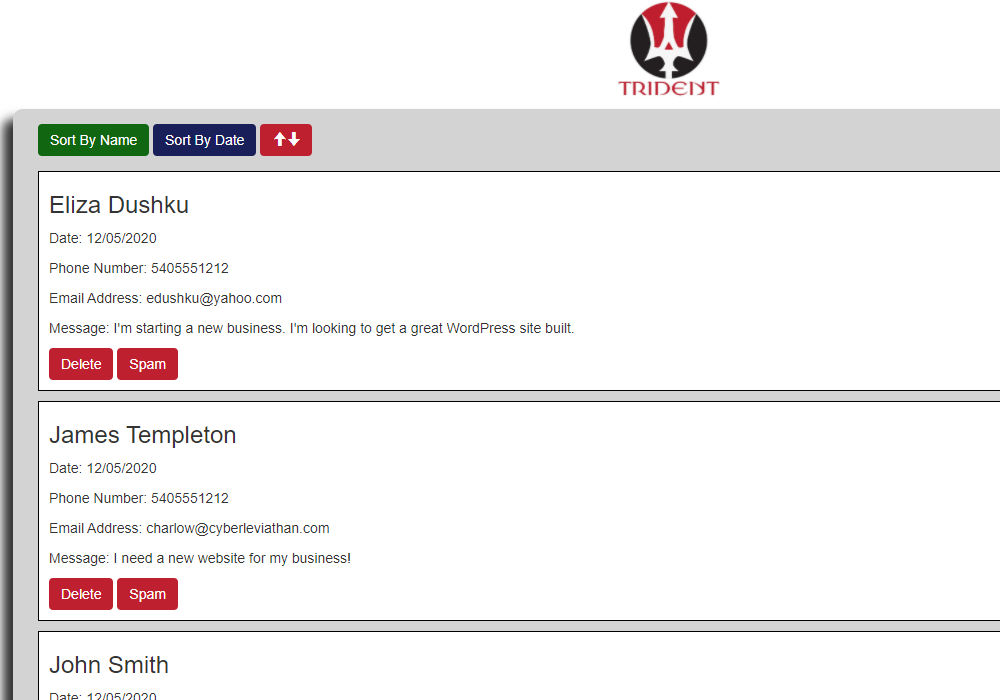 TRIDENT
Sort By Name Sort By Date
Eliza Dushku
Date: 12/05/2020
Phone Number: 5405551212
Email Address: edushku@yahoo.com
Message: I'm starting a new business. I'm looking to get a great WordPress site built.
Delete Spam
James Templeton
Date: 12/05/2020
Phone Number: 5405551212
Email Address: charlow@cyberleviathan.com
Message: I need a new website for my business!
Delete Spam
John Smith
Date: 12/05/2020